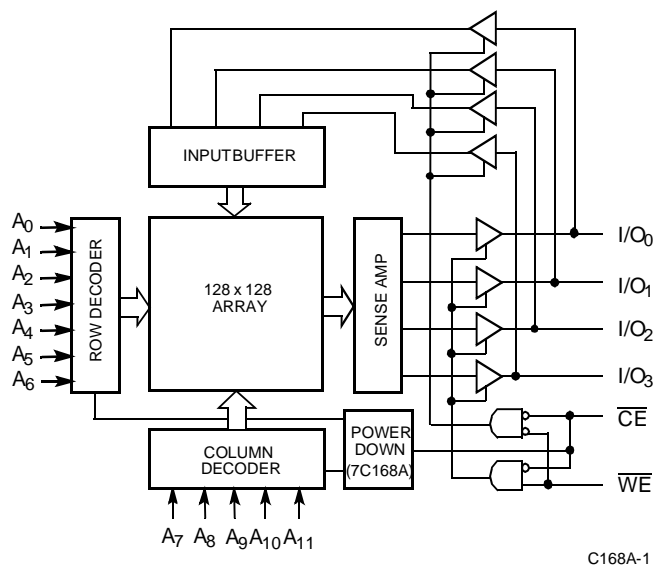 INPUTBUFFER
A0
A1
A2
A3
A4
A5
A6
ROW DECODER
128 x 128
ARRAY
SENSE AMP
I/O0
I/O1
I/O2
I/O3
CE
WE
COLUMN
DECODER
POWER
DOWN
(7C168A)
A7 A8 A9 A10 A11
C168A-1